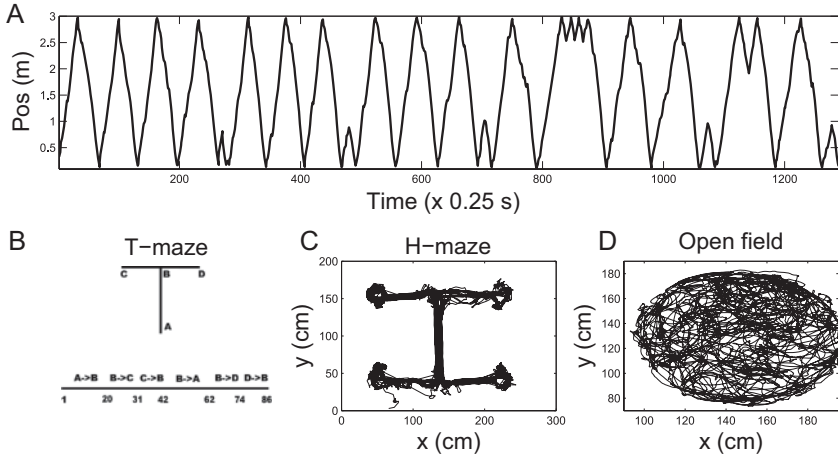 A
Pos (m)
3
2.5
2
1.5
1
0.5
200 400 600 800 1000 1200
Time (x 0.25 s)
B
T-maze
C B D
A
A->B B->C C->B B->A B->D D->B
1 20 31 42 62 74 86
C
H-maze
y (cm)
200
150
100
50
0
0 100 200 300
x (cm)
D
Open field
y (cm)
180
160
140
120
100
80
100 120 140 160 180
x (cm)